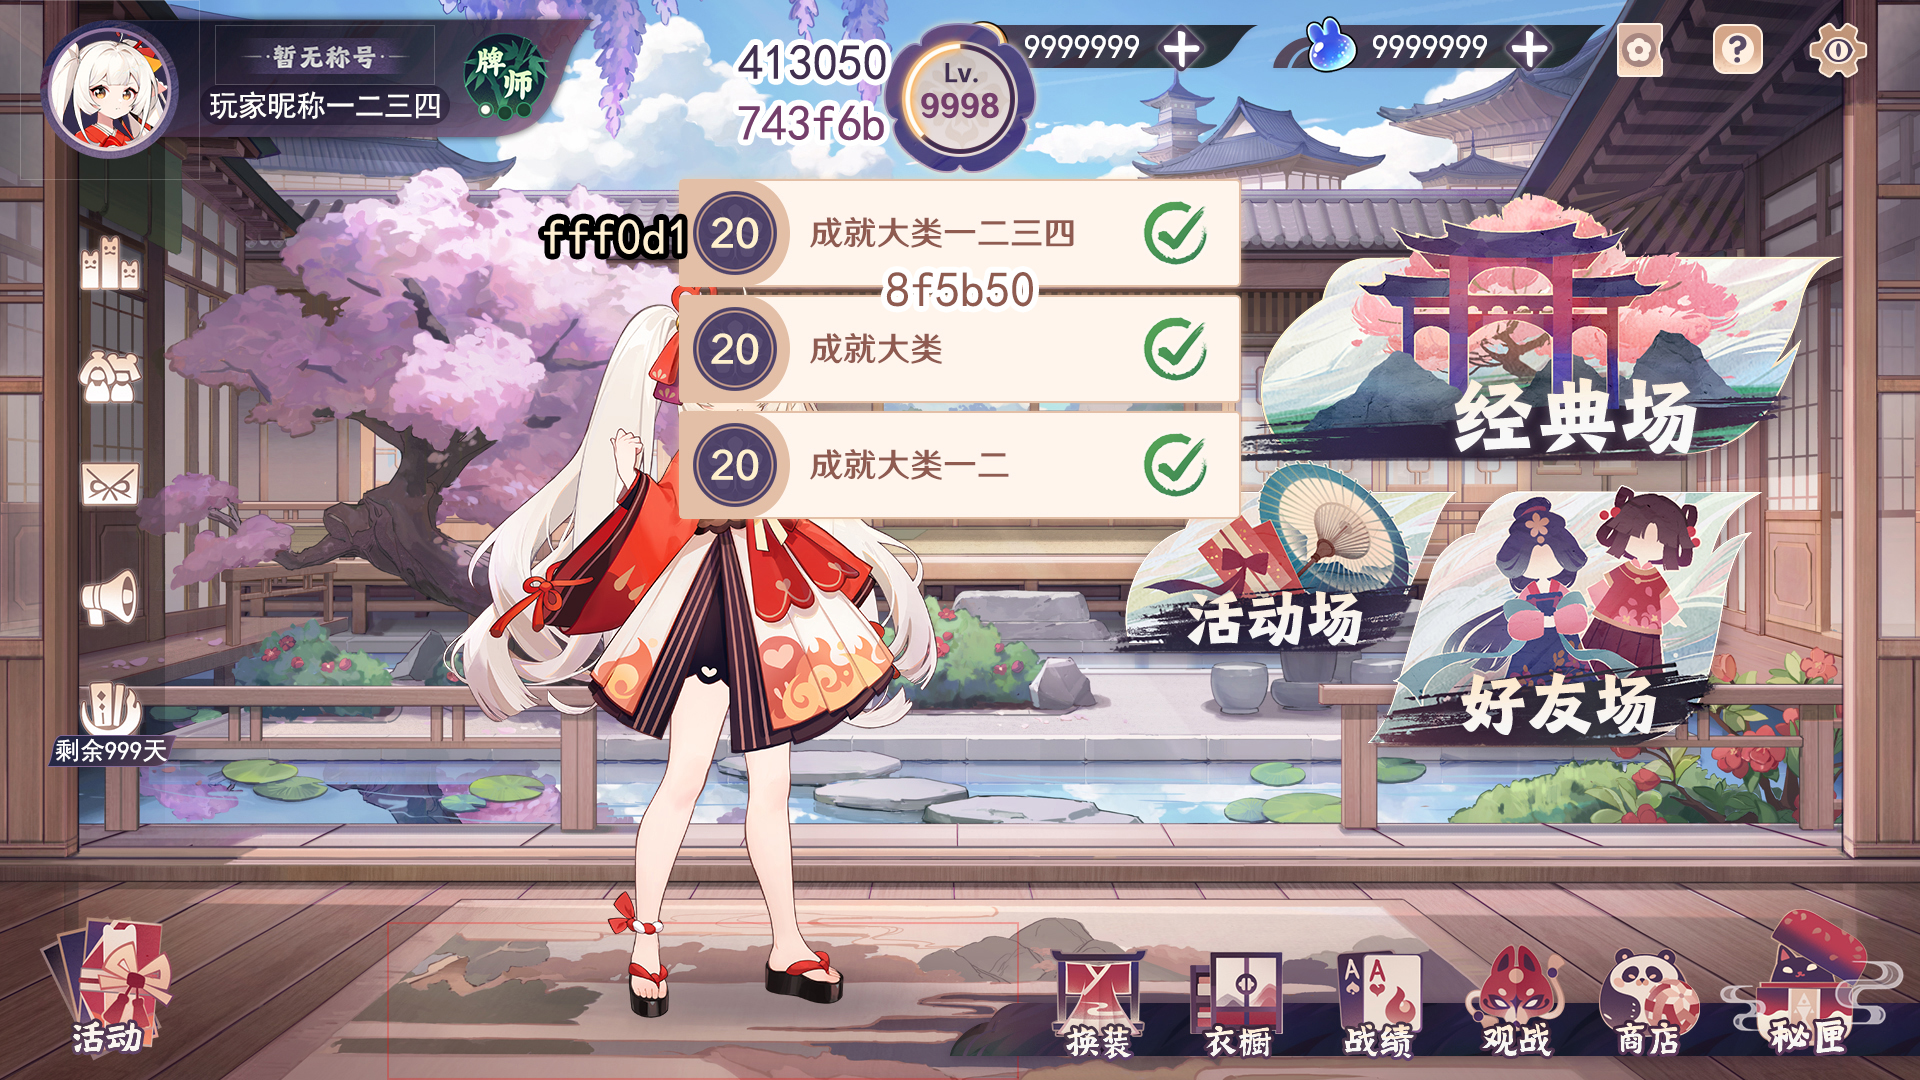 暂无称号
玩家昵称一二三四
牌师
413050
743f6b
Lv.
9998
9999999
9999999
?
fff0d1
20
成就大类一二三四
8f5b50
20
成就大类
20
成就大类一二
经典场
活动场
好友场
剩余999天
活动
换装
衣橱
A
A
战绩
观战
商店
秘匣